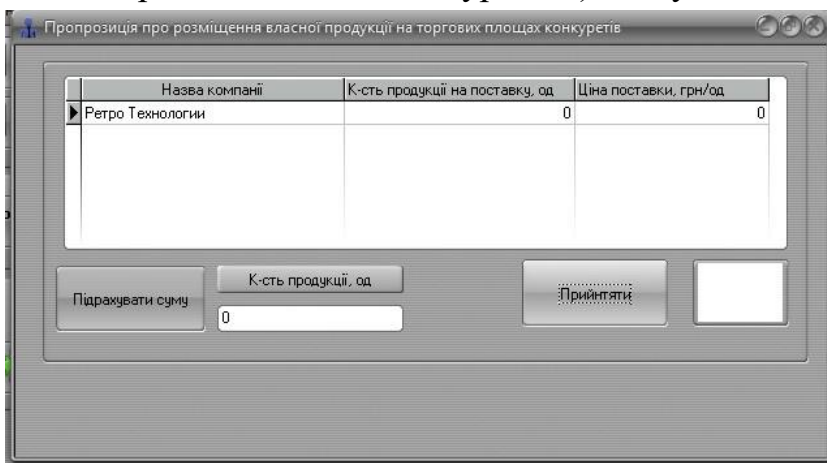 Пропрозиція про розміщення власної продукції на торгових площах конкуретів
Назва компанії К-сть продукції на поставку, од Ціна поставки, грн/од
Ретро Технологии 0 0
К-сть продукції, од
Підрахувати суму Прийнтяти
0